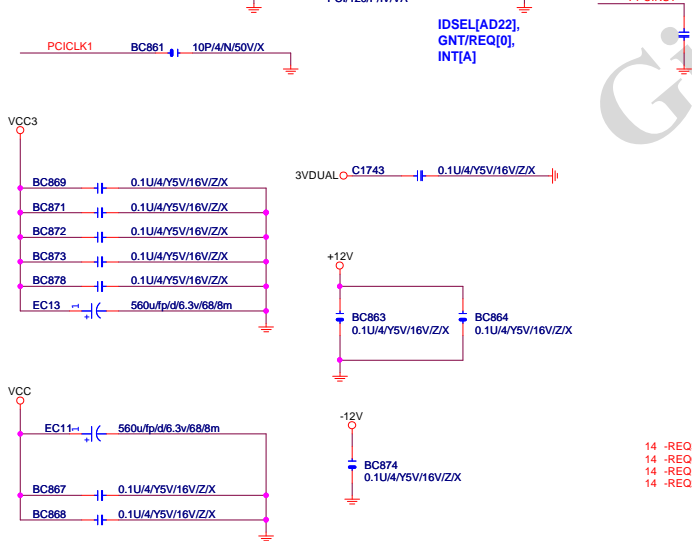 IDSEL[AD22],
GNT/REQ[0],
INT[A]
PCICLK1 BC861 10P/4/N/50V/X
VCC3
BC869 0.1U/4/Y5V/16V/Z/X
BC871 0.1U/4/Y5V/16V/Z/X
BC872 0.1U/4/Y5V/16V/Z/X
BC873 0.1U/4/Y5V/16V/Z/X
BC878 0.1U/4/Y5V/16V/Z/X
EC13 1 + 560u/fp/d/6.3v/68/8m
3VDUAL C1743 0.1U/4/Y5V/16V/Z/X
+12V
BC863
0.1U/4/Y5V/16V/Z/X
BC864
0.1U/4/Y5V/16V/Z/X
VCC
EC11 1 + 560u/fp/d/6.3v/68/8m
BC867 0.1U/4/Y5V/16V/Z/X
BC868 0.1U/4/Y5V/16V/Z/X
-12V
BC874
0.1U/4/Y5V/16V/Z/X
14 -REQ
14 -REQ
14 -REQ
14 -REQ
Gi